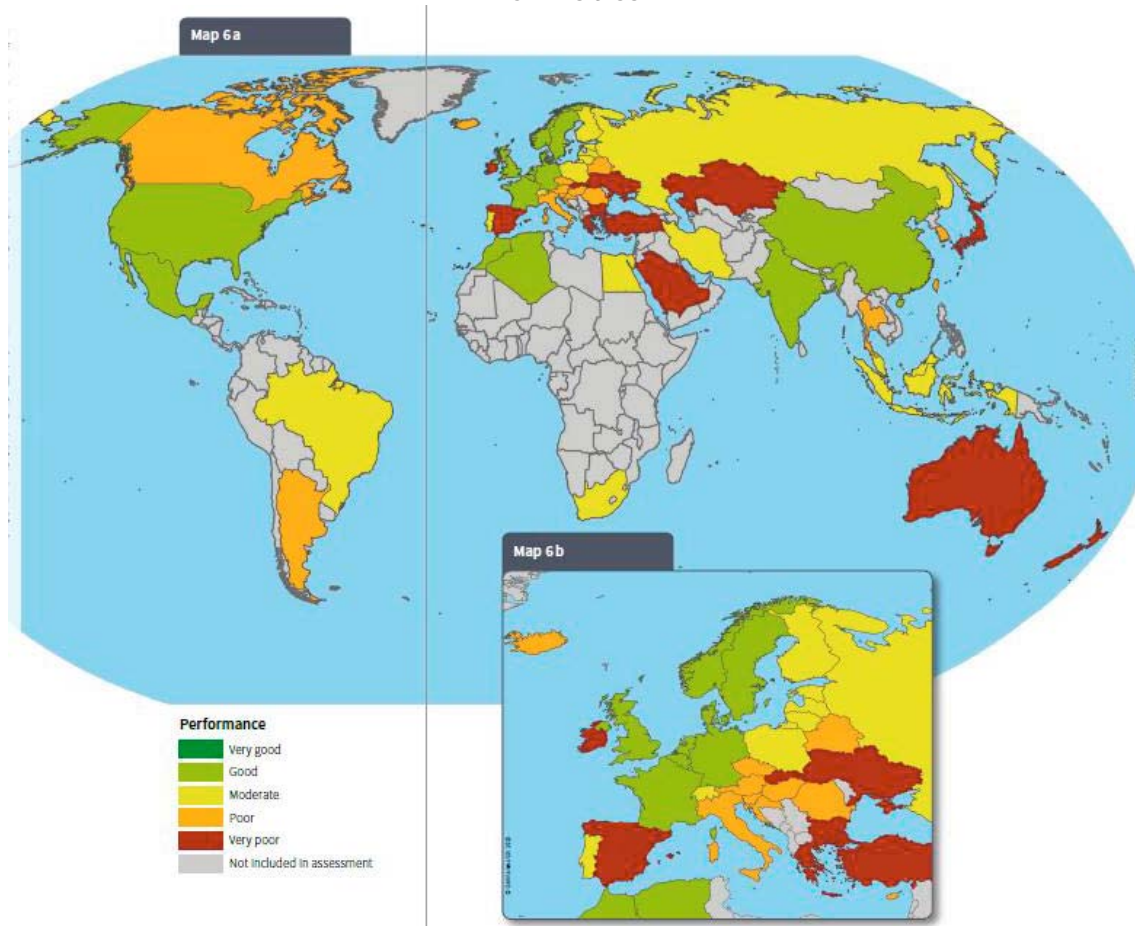 Map 6a
Map 6b
Performance
Very good
Good
Moderate
Poor
Very poor
Not included in assessment